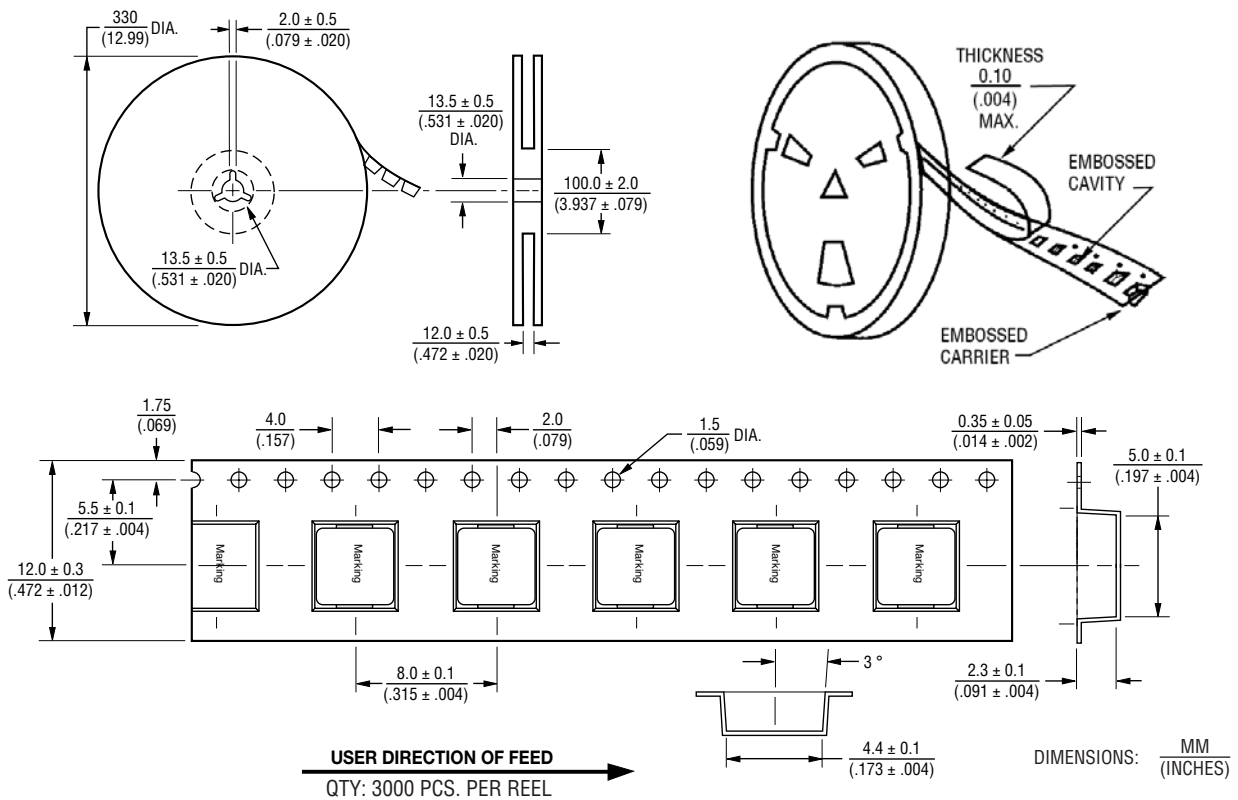 330
(12.99)
DIA.
2.0 ± 0.5
(.079 ± .020)
13.5 ± 0.5
(.531 ± .020)
DIA.
100.0 ± 2.0
(3.937 ± .079)
13.5 ± 0.5
(.531 ± .020)
DIA.
12.0 ± 0.5
(.472 ± .020)
THICKNESS
0.10
(.004)
MAX.
EMBOSSED
CAVITY
EMBOSSED
CARRIER
1.75
(.069)
4.0
(.157)
2.0
(.079)
1.5
(.059)
DIA.
0.35 ± 0.05
(.014 ± .002)
5.0 ± 0.1
(.197 ± .004)
5.5 ± 0.1
(.217 ± .004)
12.0 ± 0.3
(.472 ± .012)
Marking
Marking
Marking
Marking
Marking
Marking
8.0 ± 0.1
(.315 ± .004)
3 °
2.3 ± 0.1
(.091 ± .004)
4.4 ± 0.1
(.173 ± .004)
USER DIRECTION OF FEED
QTY: 3000 PCS. PER REEL
DIMENSIONS:
MM
(INCHES)